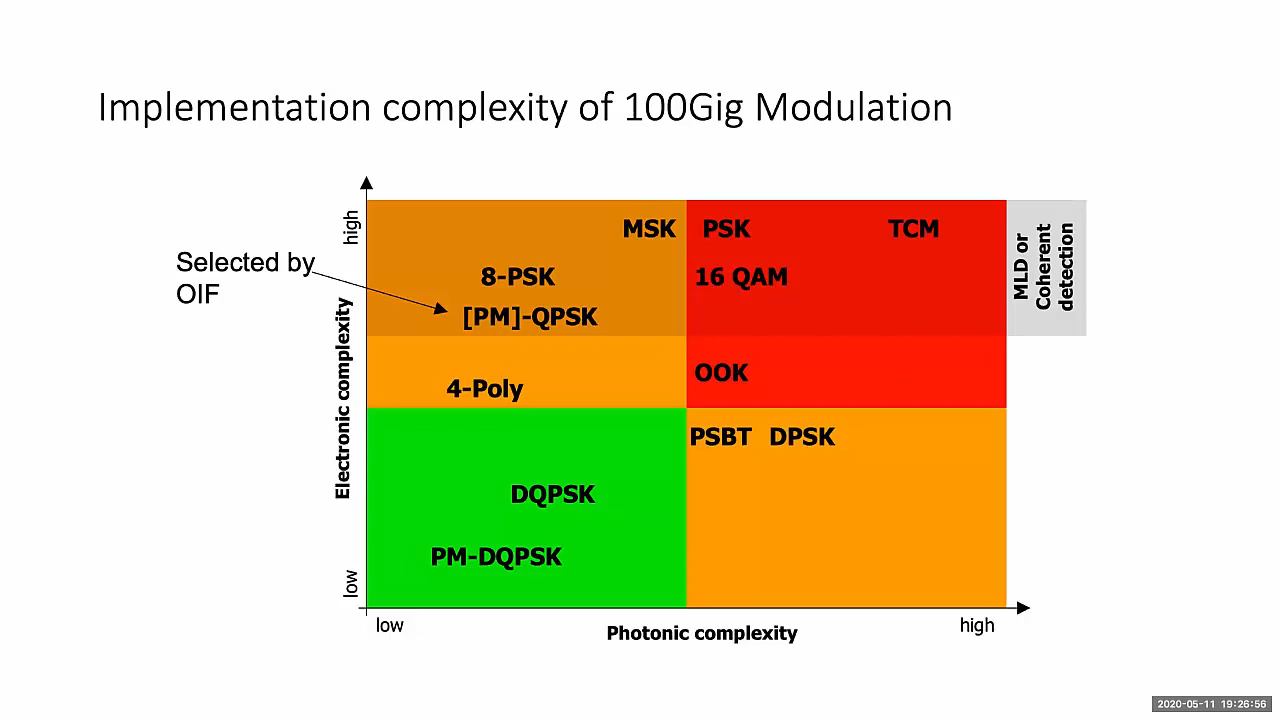 Implementation complexity of 100Gig Modulation
Selected by
OIF
high
Electronic complexity
low
MSK
PSK
TCM
8-PSK
16 QAM
[PM]-QPSK
MLD or
Coherent
detection
OOK
4-Poly
PSBT
DPSK
DQPSK
PM-DQPSK
low
Photonic complexity
high
2020-05-11 19:26:56